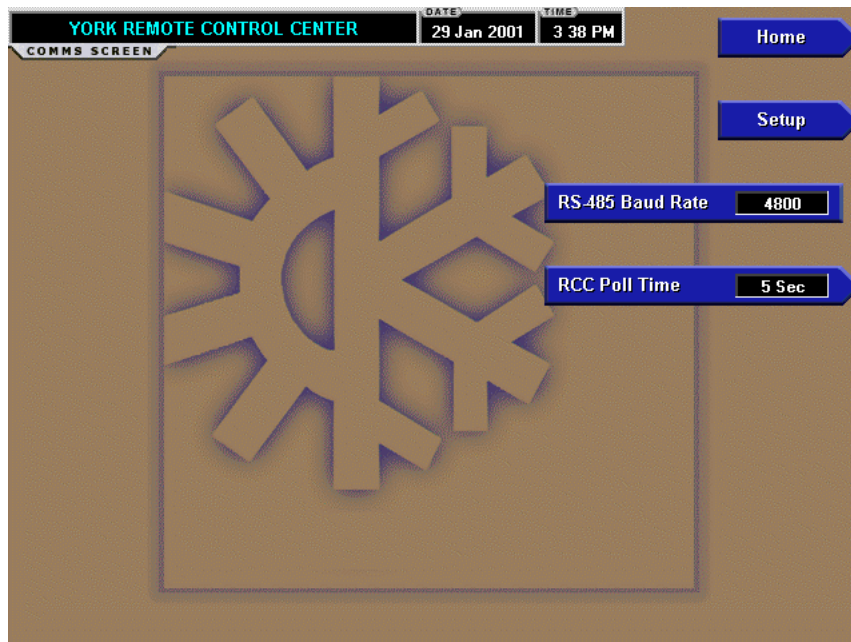 YORK REMOTE CONTROL CENTER
DATE
29 Jan 2001
TIME
3 38 PM
COMMS SCREEN
Home
Setup
RS-485 Baud Rate 4800
RCC Poll Time 5 Sec